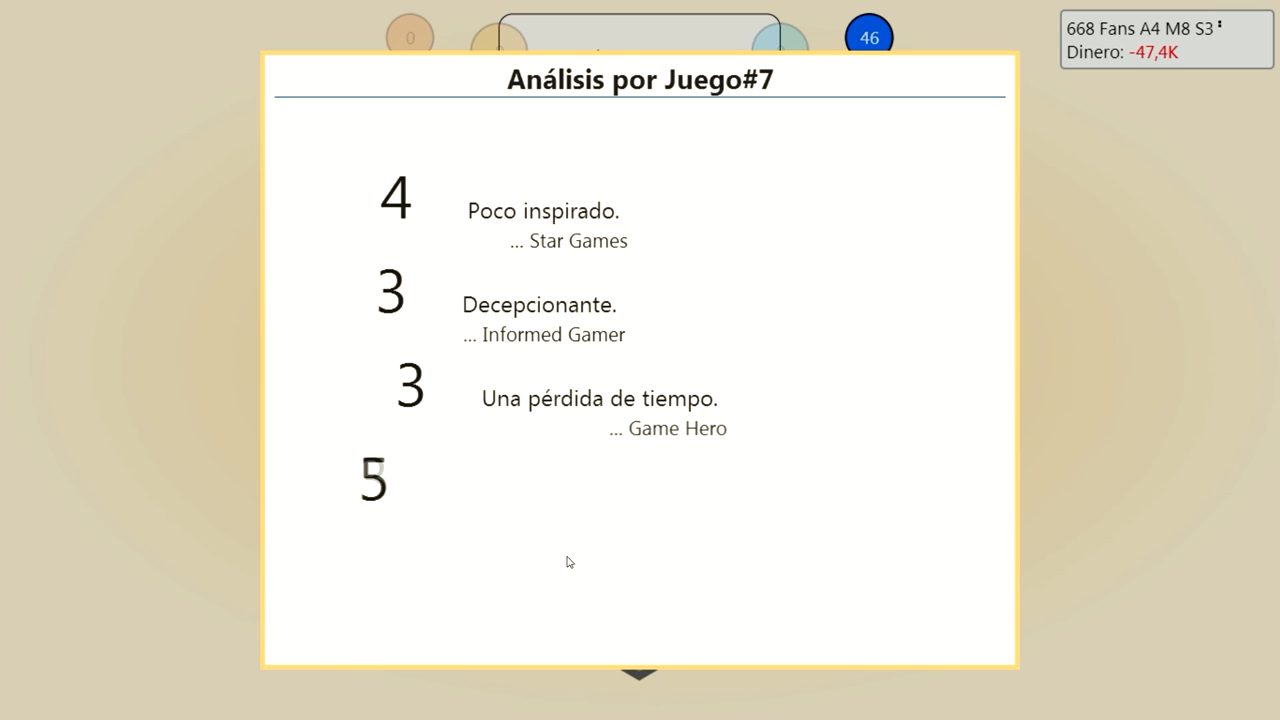 0
46
668 Fans A4 M8 S3
Dinero: -47,4K
Análisis por Juego#7
4
Poco inspirado.
... Star Games
3
Decepcionante.
... Informed Gamer
3
Una pérdida de tiempo.
... Game Hero
5